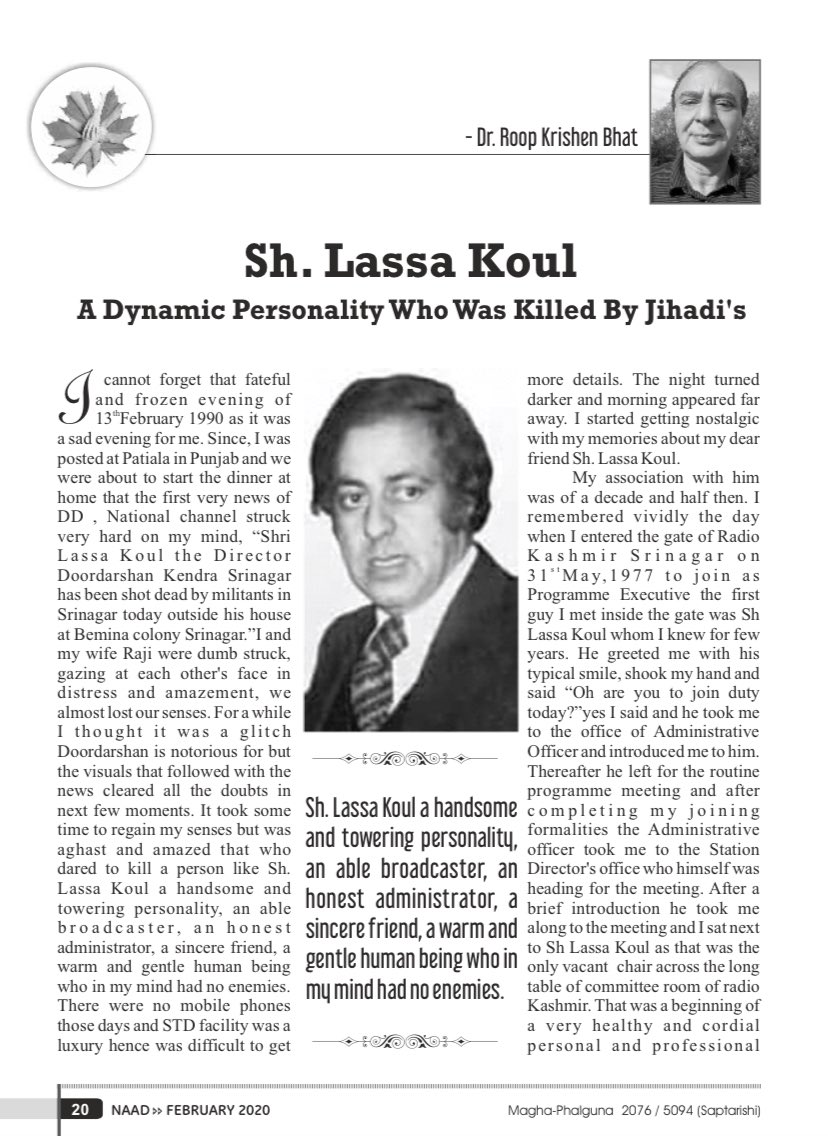 - Dr. Roop Krishen Bhat
Sh. Lassa Koul
A Dynamic Personality Who Was Killed By Jihadi's
I cannot forget that fateful
and frozen evening of
13thFebruary 1990 as it was
a sad evening for me. Since, I was
posted at Patiala in Punjab and we
were about to start the dinner at
home that the first very news of
DD , National channel struck
very hard on my mind, “Shri
Lassa Koul the Director
Doordarshan Kendra Srinagar
has been shot dead by militants in
Srinagar today outside his house
at Bemina colony Srinagar.”I and
my wife Raji were dumb struck,
gazing at each other's face in
distress and amazement, we
almost lost our senses. For a while
I thought it was a glitch
Doordarshan is notorious for but
the visuals that followed with the
news cleared all the doubts in
next few moments. It took some
time to regain my senses but was
aghast and amazed that who
dared to kill a person like Sh.
Lassa Koul a handsome and
towering personality, an able
broadcaster, an honest
administrator, a sincere friend, a
warm and gentle human being
who in my mind had no enemies.
There were no mobile phones
those days and STD facility was a
luxury hence was difficult to get
Sh. Lassa Koul a handsome
and towering personality,
an able broadcaster, an
honest administrator, a
sincere friend, a warm and
gentle human being who in
my mind had no enemies.
more details. The night turned
darker and morning appeared far
away. I started getting nostalgic
with my memories about my dear
friend Sh. Lassa Koul.
My association with him
was of a decade and half then. I
remembered vividly the day
when I entered the gate of Radio
Kashmir Srinagar on
31stMay,1977 to join as
Programme Executive the first
guy I met inside the gate was Sh
Lassa Koul whom I knew for few
years. He greeted me with his
typical smile, shook my hand and
said “Oh are you to join duty
today?”yes I said and he took me
to the office of Administrative
Officer and introduced me to him.
Thereafter he left for the routine
programme meeting and after
completing my joining
formalities the Administrative
officer took me to the Station
Director's office who himself was
heading for the meeting. After a
brief introduction he took me
along to the meeting and I sat next
to Sh Lassa Koul as that was the
only vacant chair across the long
table of committee room of radio
Kashmir. That was a beginning of
a very healthy and cordial
personal and professional
20 NAAD >> FEBRUARY 2020
Magha-Phalguna 2076 / 5094 (Saptarishi)